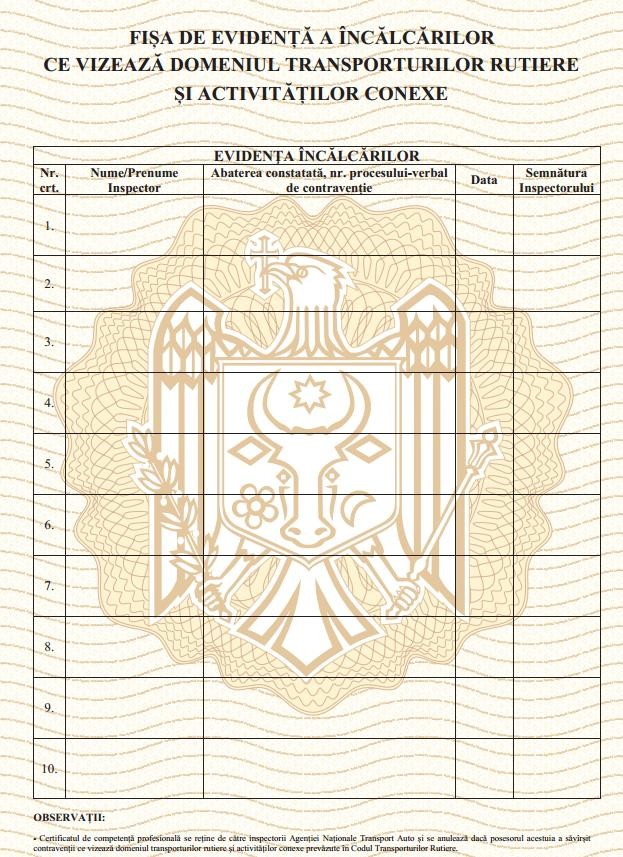 FIȘA DE EVIDENȚĂ A ÎNCĂLCĂRILOR
CE VIZEAZĂ DOMENIUL TRANSPORTURILOR RUTIERE
ȘI ACTIVITĂȚILOR CONEXE
EVIDENȚA ÎNCĂLCĂRILOR
Nr. crt.
Nume/Prenume Inspector
Abaterea constatată, nr. procesului-verbal de contravenție
Data
Semnătura Inspectorului
1.
2.
3.
4.
5.
6.
7.
8.
9.
10.
OBSERVAȚII:
- Certificatul de competență profesională se reține de către inspectorii Agenției Naționale Transport Auto și se anulează dacă posesorul acestuia a săvîrșit
contravenții ce vizează domeniul transporturilor rutiere și activităților conexe prevăzute în Codul Transporturilor Rutiere.